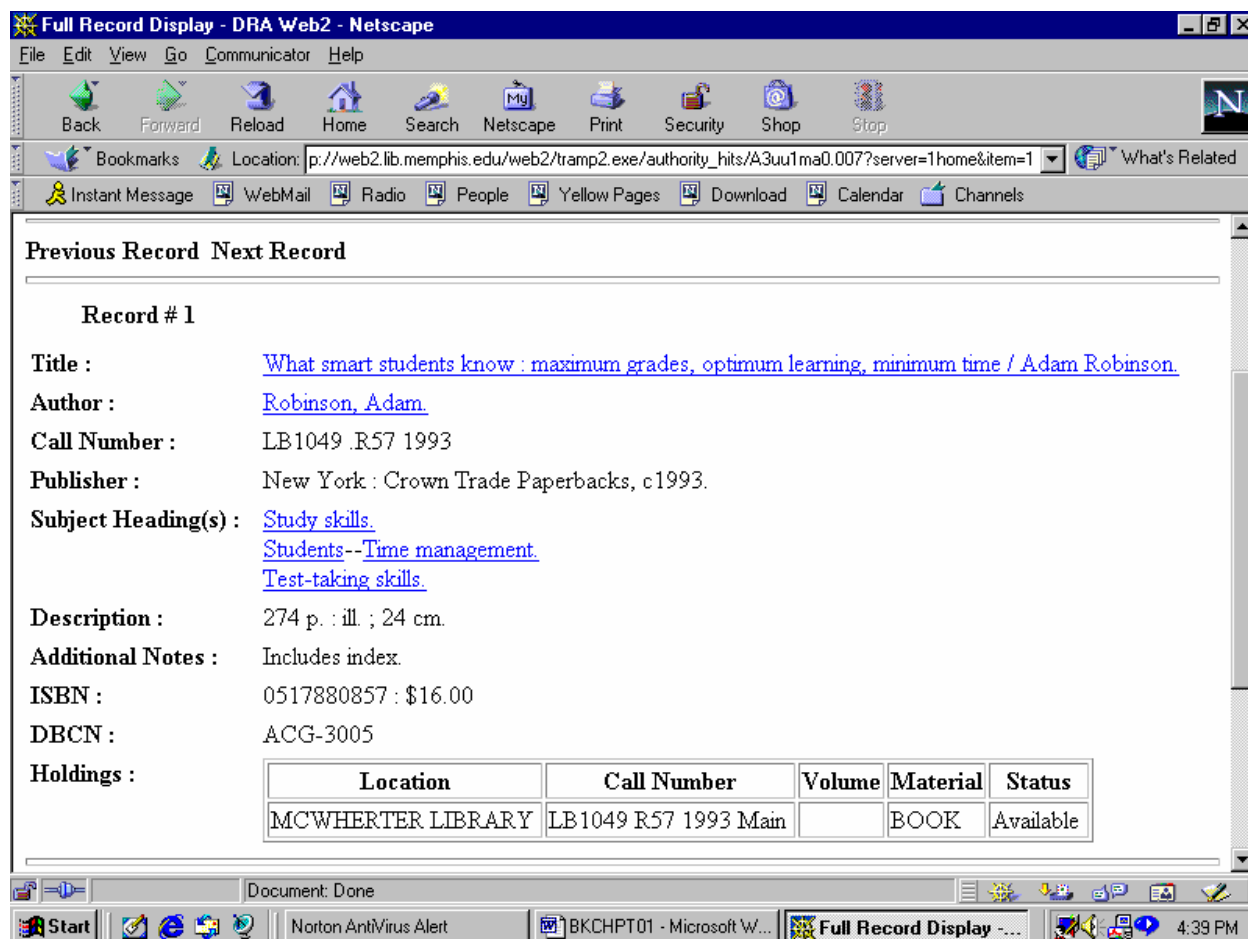 Full Record Display - DRA Web2 - Netscape
File Edit View Go Communicator Help
N
Back Forward Reload Home Search Netscape Print Security Shop Stop
Bookmarks Location: p://web2.lib.memphis.edu/web2/tramp2.exe/authority_hits/A3uu1ma0.007?server=1home&item=1 What's Related
Instant Message WebMail Radio People Yellow Pages Download Calendar Channels
Previous Record Next Record
Record # 1
Title : What smart students know : maximum grades, optimum learning, minimum time / Adam Robinson.
Author : Robinson, Adam.
Call Number : LB1049 .R57 1993
Publisher : New York : Crown Trade Paperbacks, c1993.
Subject Heading(s) : Study skills.
Students--Time management.
Test-taking skills.
Description : 274 p. : ill. ; 24 cm.
Additional Notes : Includes index.
ISBN : 0517880857 : $16.00
DBCN : ACG-3005
Holdings : Location Call Number Volume Material Status
MCWHERTER LIBRARY LB1049 R57 1993 Main BOOK Available
Document: Done
Start Norton AntiVirus Alert BKCHPT01 - Microsoft W... Full Record Display -... 4:39 PM